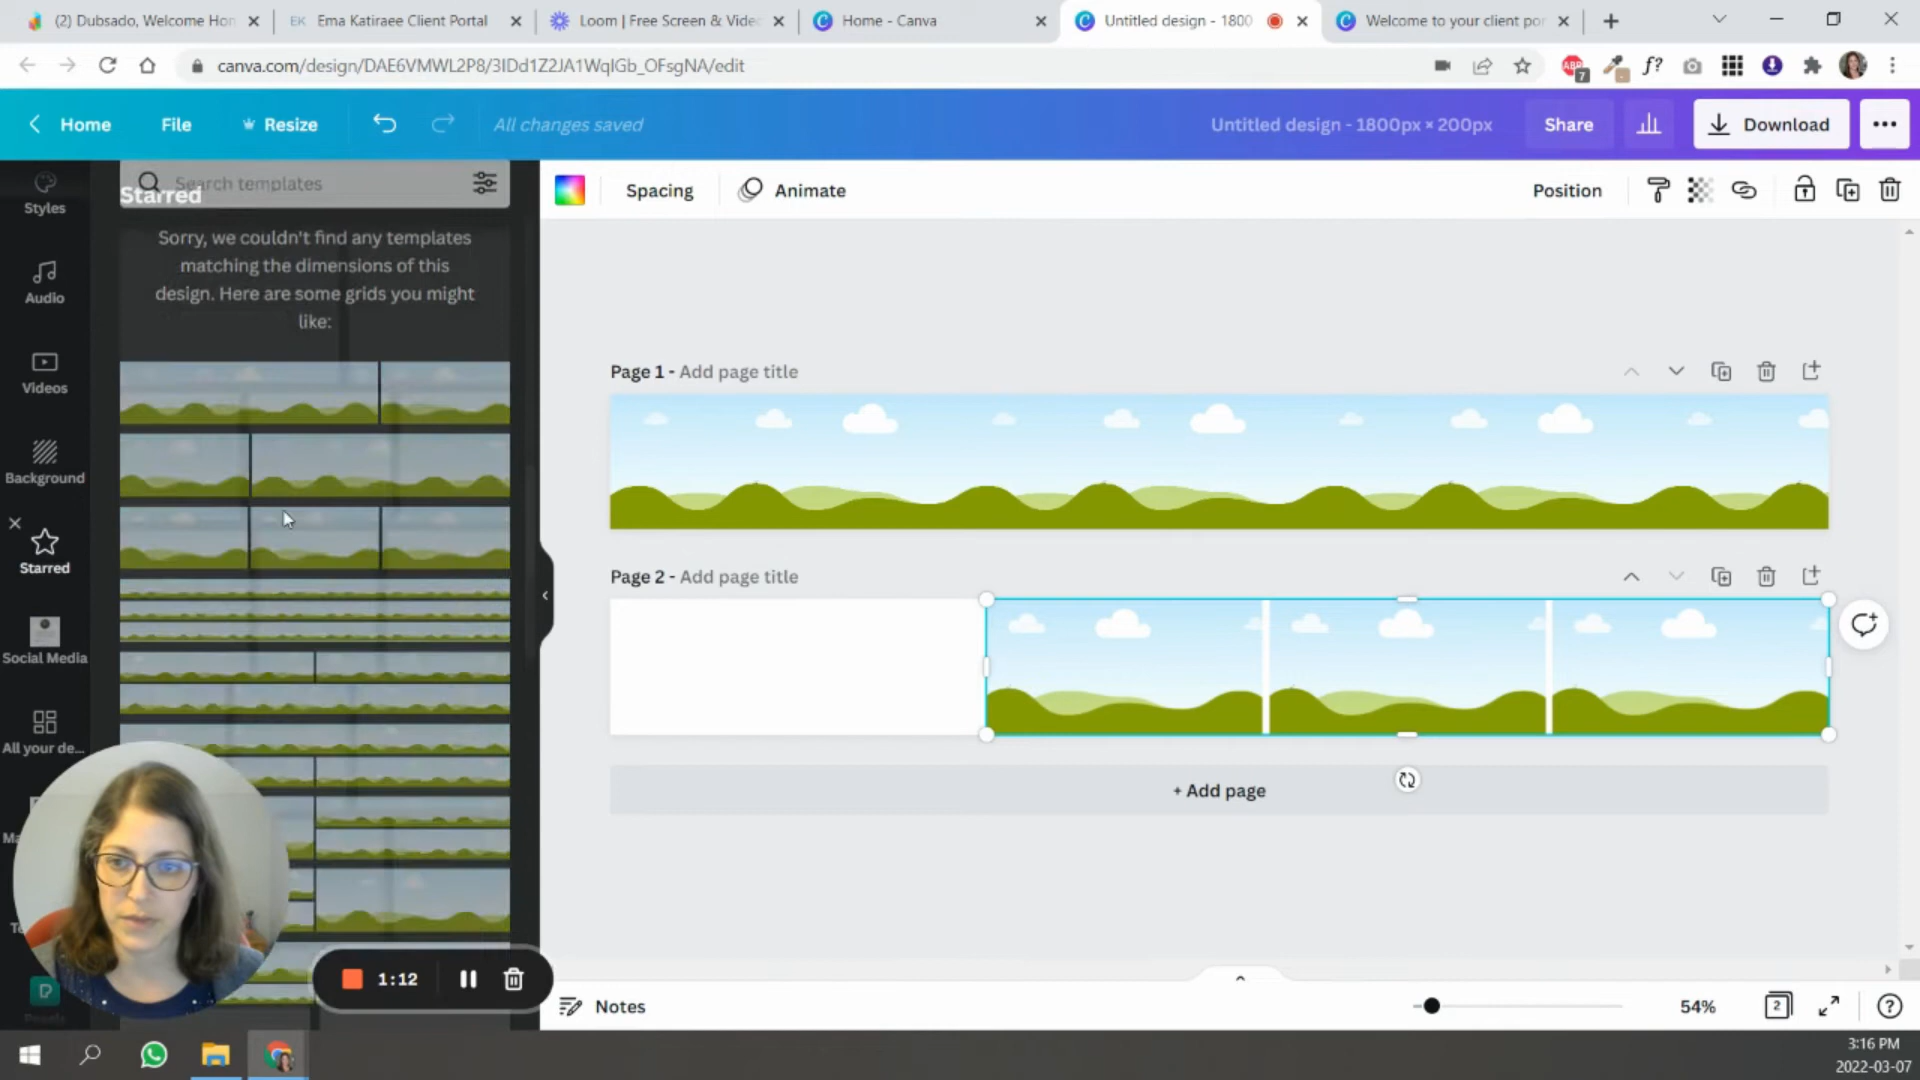 (2) Dubsado, Welcome Hon
Ema Katiraee Client Portal
Loom | Free Screen & Video
Home - Canva
Untitled design - 1800
Welcome to your client por
canva.com/design/DAE6VMWL2P8/3IDd1Z2JA1WqIGb_OFsgNA/edit
ABP
7
f?
Home
File
Resize
All changes saved
Untitled design - 1800px × 200px
Share
Download
Styles
Audio
Videos
Background
Starred
Social Media
All your de...
Search templates
Starred
Sorry, we couldn't find any templates
matching the dimensions of this
design. Here are some grids you might
like:
Spacing
Animate
Position
Page 1 - Add page title
Page 2 - Add page title
+ Add page
1:12
Notes
54%
2
3:16 PM
2022-03-07